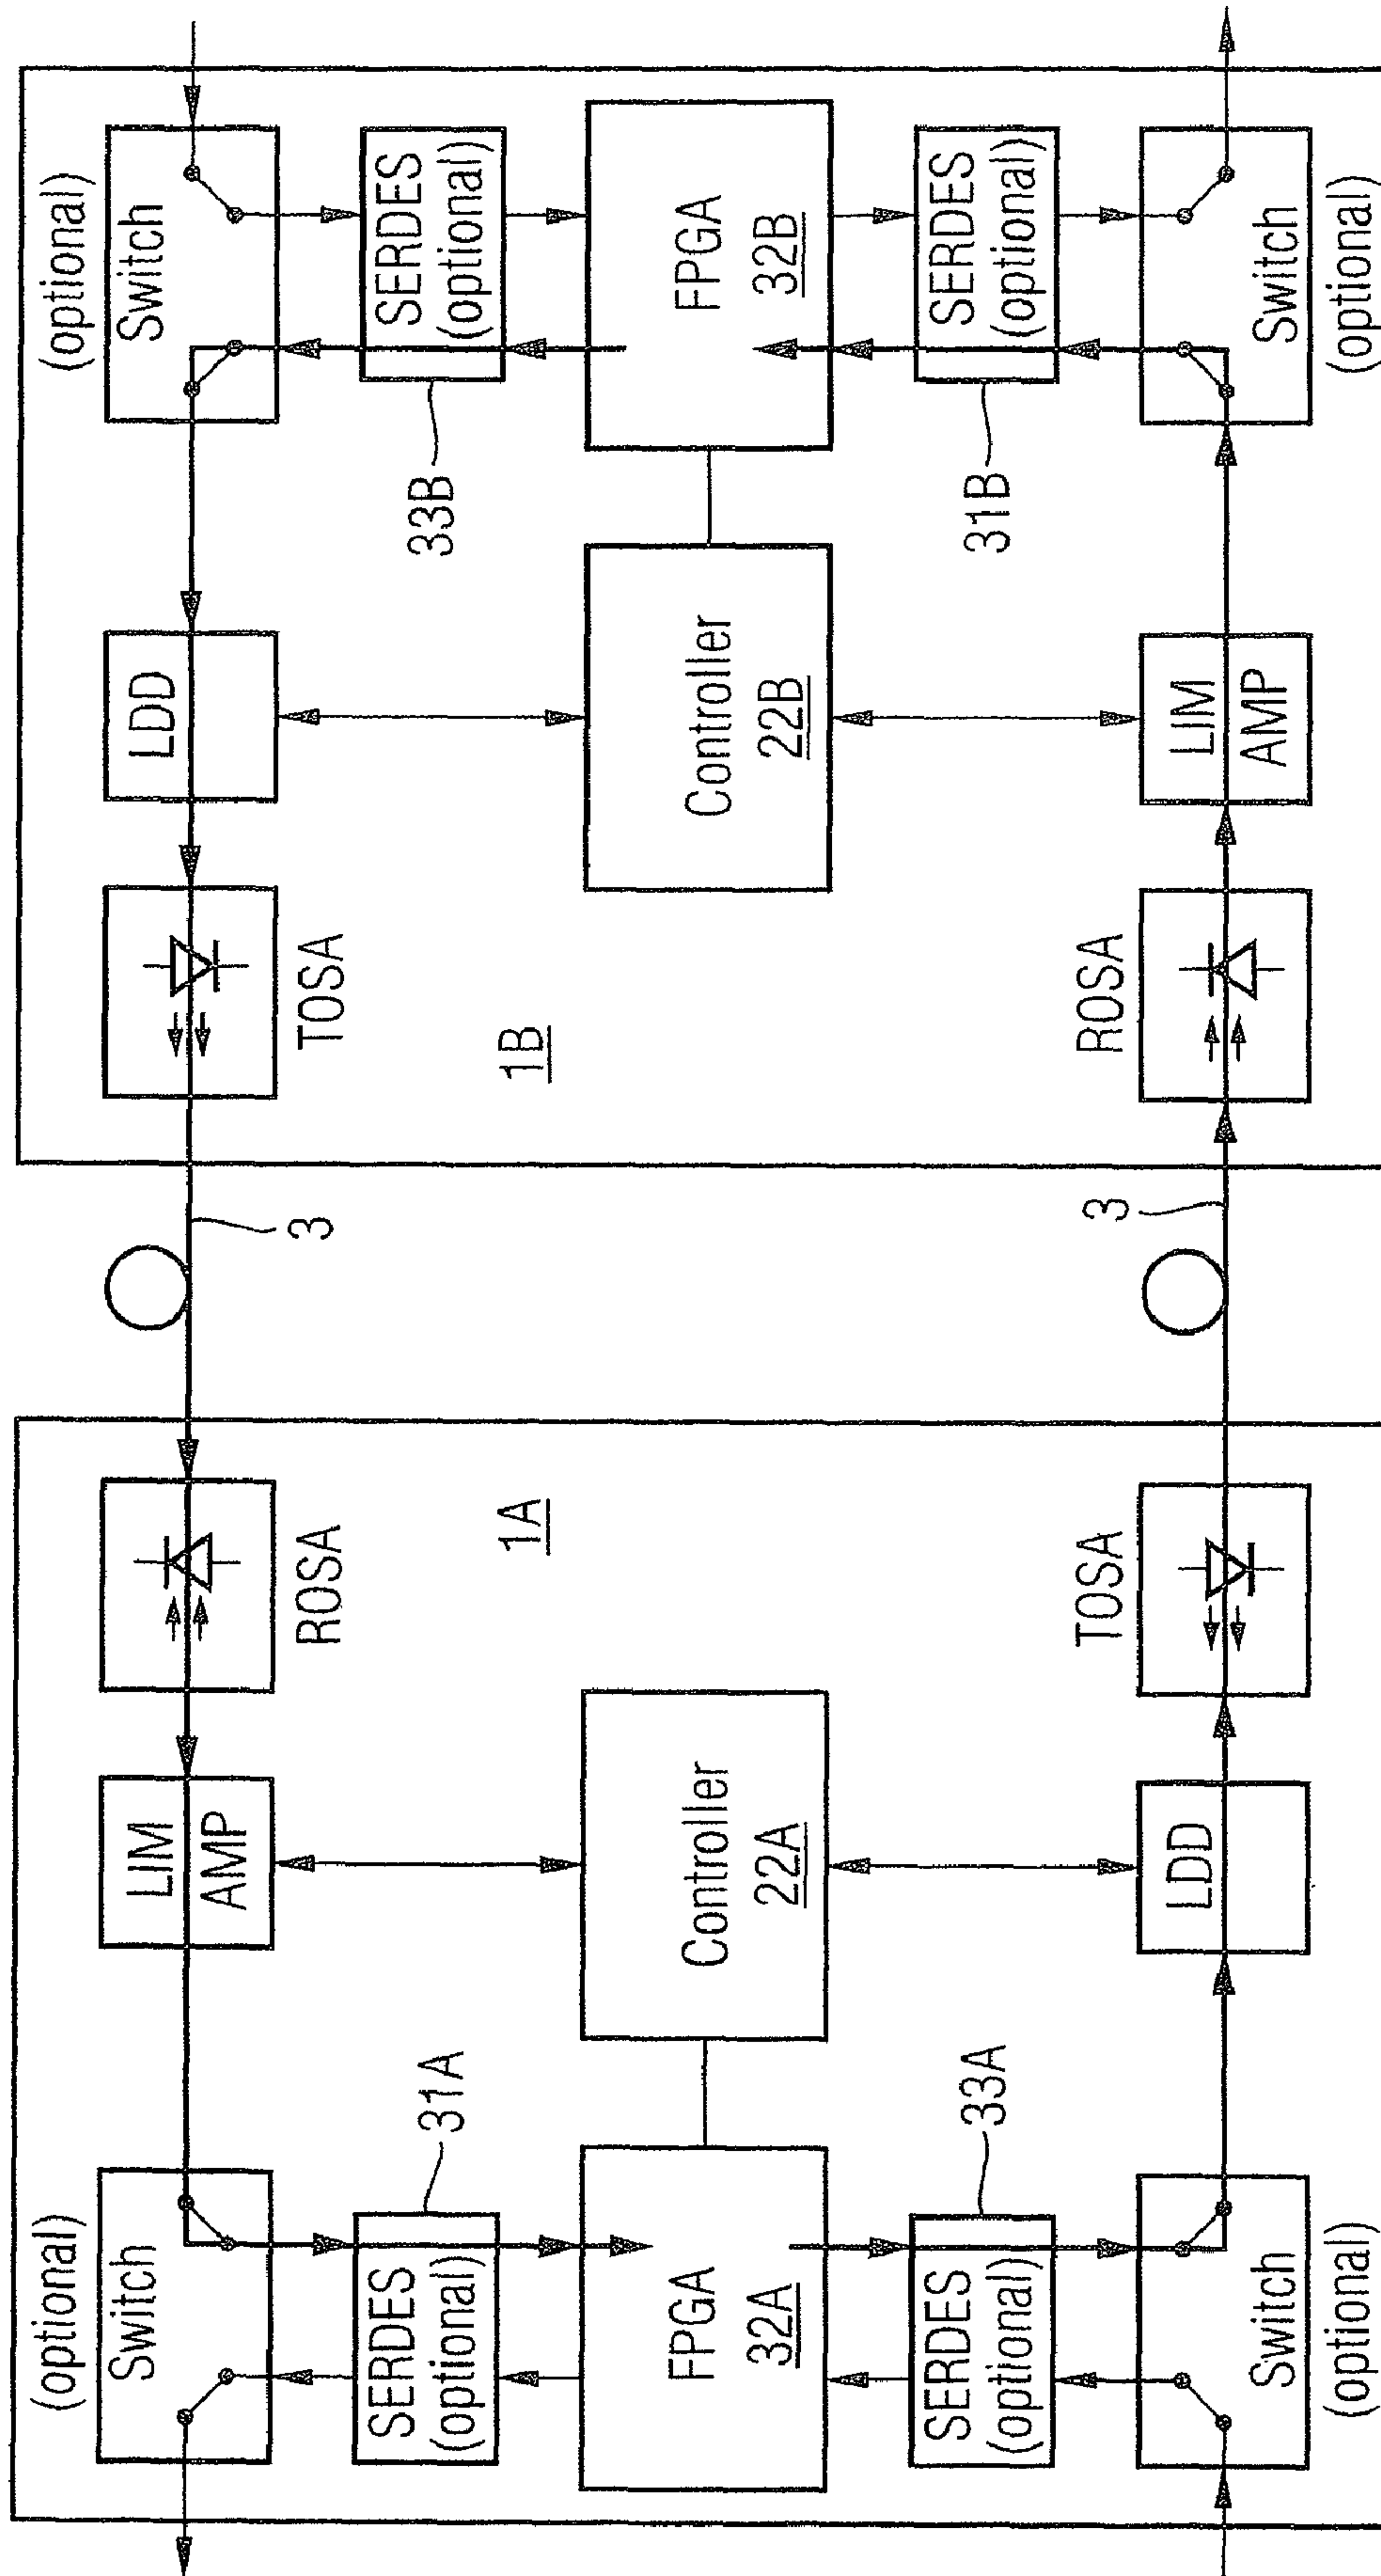 (optional)
Switch
LIM
AMP
ROSA
3
TOSA
LDD
Switch
(optional)
SERDES
(optional)
31A
1A
1B
33B
SERDES
(optional)
FPGA
32A
Controller
22A
Controller
22B
FPGA
32B
SERDES
(optional)
33A
31B
SERDES
(optional)
Switch
(optional)
LDD
TOSA
3
ROSA
LIM
AMP
Switch
(optional)